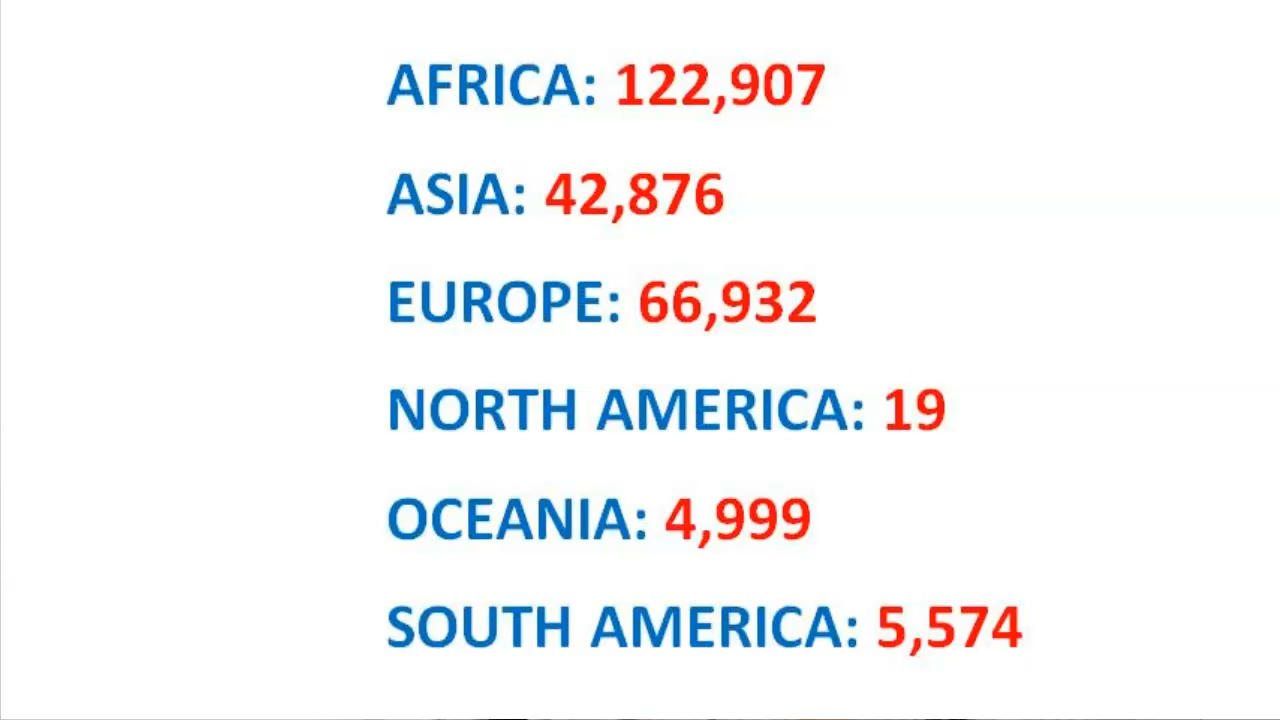 AFRICA: 122,907
ASIA: 42,876
EUROPE: 66,932
NORTH AMERICA: 19
OCEANIA: 4,999
SOUTH AMERICA: 5,574